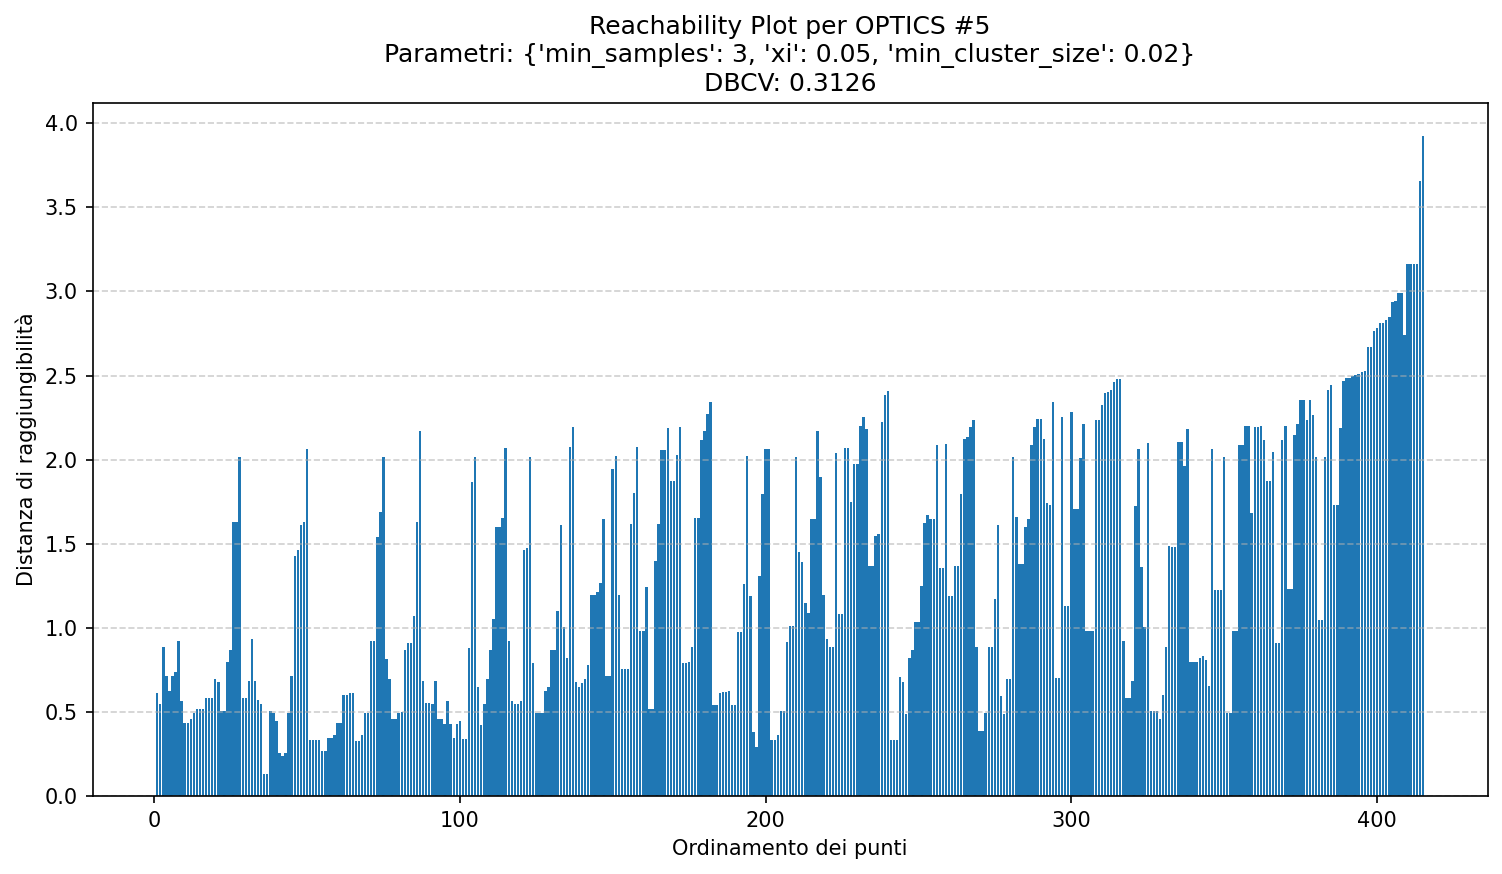 Reachability Plot per OPTICS #5
Parametri: {'min_samples': 3, 'xi': 0.05, 'min_cluster_size': 0.02}
DBCV: 0.3126
4.0
3.5
3.0
2.5
2.0
1.5
1.0
0.5
0.0
Distanza di raggiungibilità
0 100 200 300 400
Ordinamento dei punti